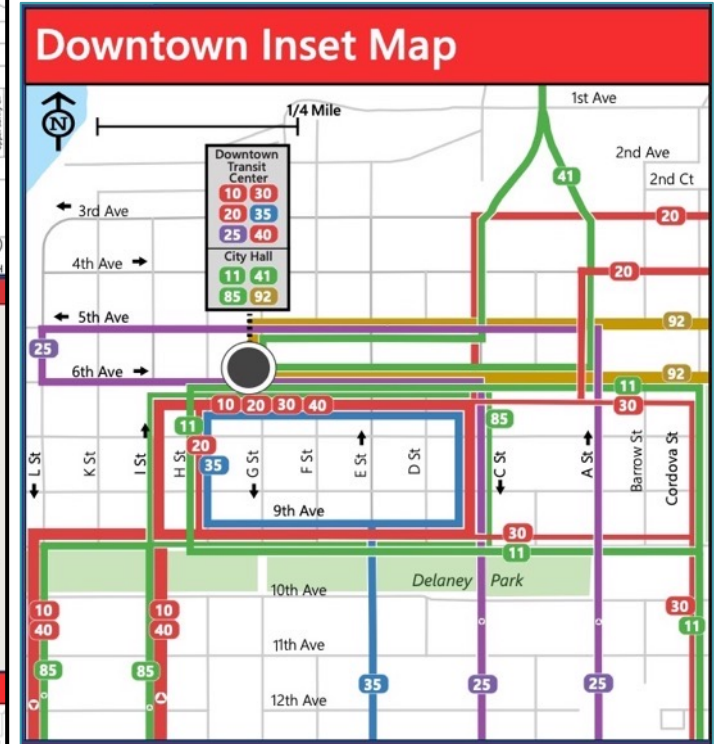 Downtown Inset Map
N
1/4 Mile
1st Ave
2nd Ave
2nd Ct
41
Downtown
Transit
Center
10 30
20 35
25 40
City Hall
11 41
85 92
3rd Ave
20
4th Ave
20
5th Ave
92
25
6th Ave
92
11
10 20 30 40
30
11
85
20
35
L St
K St
I St
H St
G St
F St
E St
D St
C St
A St
Barrow St
Cordova St
9th Ave
30
11
Delaney Park
10th Ave
10
40
10
40
30
11
11th Ave
85
85
35
25
25
12th Ave